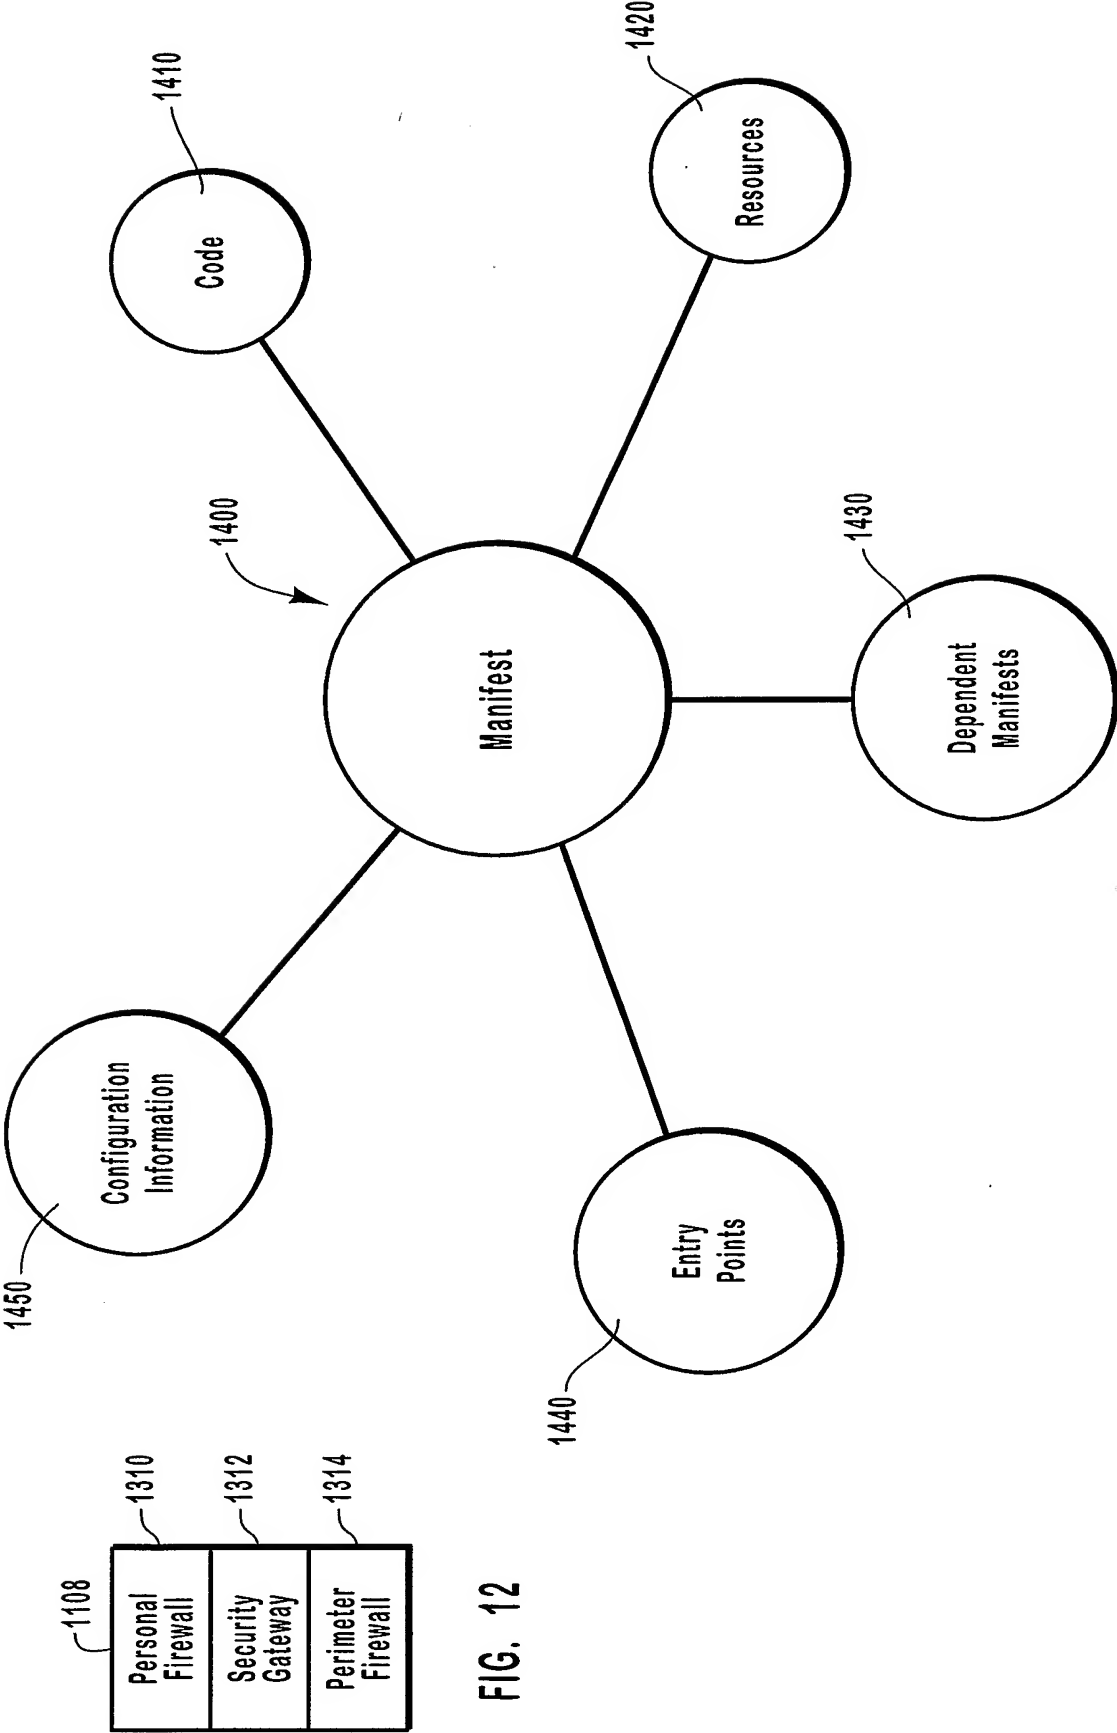 1108
Personal
Firewall
1310
Security
Gateway
1312
Perimeter
Firewall
1314
FIG. 12
1450
Configuration
Information
1400
Manifest
1410
Code
1420
Resources
1430
Dependent
Manifests
1440
Entry
Points